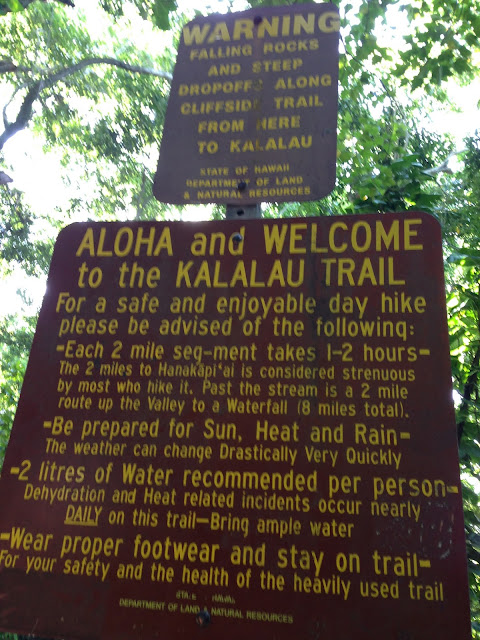 WARNING
FALLING ROCKS
AND STEEP
DROPOFFS ALONG
CLIFFSIDE TRAIL
FROM HERE
TO KALALAU
STATE OF HAWAII
DEPARTMENT OF LAND
& NATURAL RESOURCES
ALOHA and WELCOME
to the KALALAU TRAIL
For a safe and enjoyable day hike
please be advised of the following:
-Each 2 mile seg-ment takes 1-2 hours-
The 2 miles to Hanakāpiʻai is considered strenuous
by most who hike it. Past the stream is a 2 mile
route up the Valley to a Waterfall (8 miles total).
-Be prepared for Sun, Heat and Rain-
The weather can change Drastically Very Quickly
-2 litres of Water recommended per person-
Dehydration and Heat related incidents occur nearly
DAILY on this trail—Bring ample water
-Wear proper footwear and stay on trail-
For your safety and the health of the heavily used trail
DEPARTMENT OF LAND & NATURAL RESOURCES